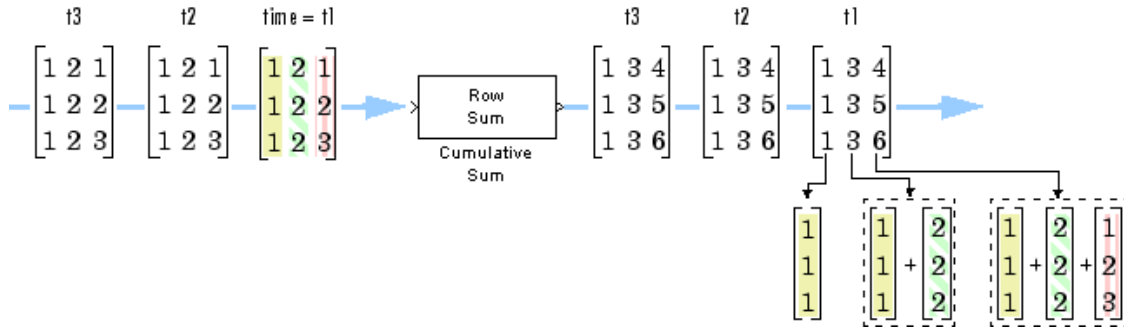 t3 t2 time = t1 t3 t2 t1
1 2 1 1 2 1 1 2 1 1 3 4 1 3 4 1 3 4
1 2 2 1 2 2 1 2 2 Row 1 3 5 1 3 5 1 3 5
1 2 3 1 2 3 1 2 3 Sum 1 3 6 1 3 6 1 3 6
Cumulative
Sum
1 1 2 1 2 1
1 1 + 2 1 + 2 + 2
1 1 2 1 2 3